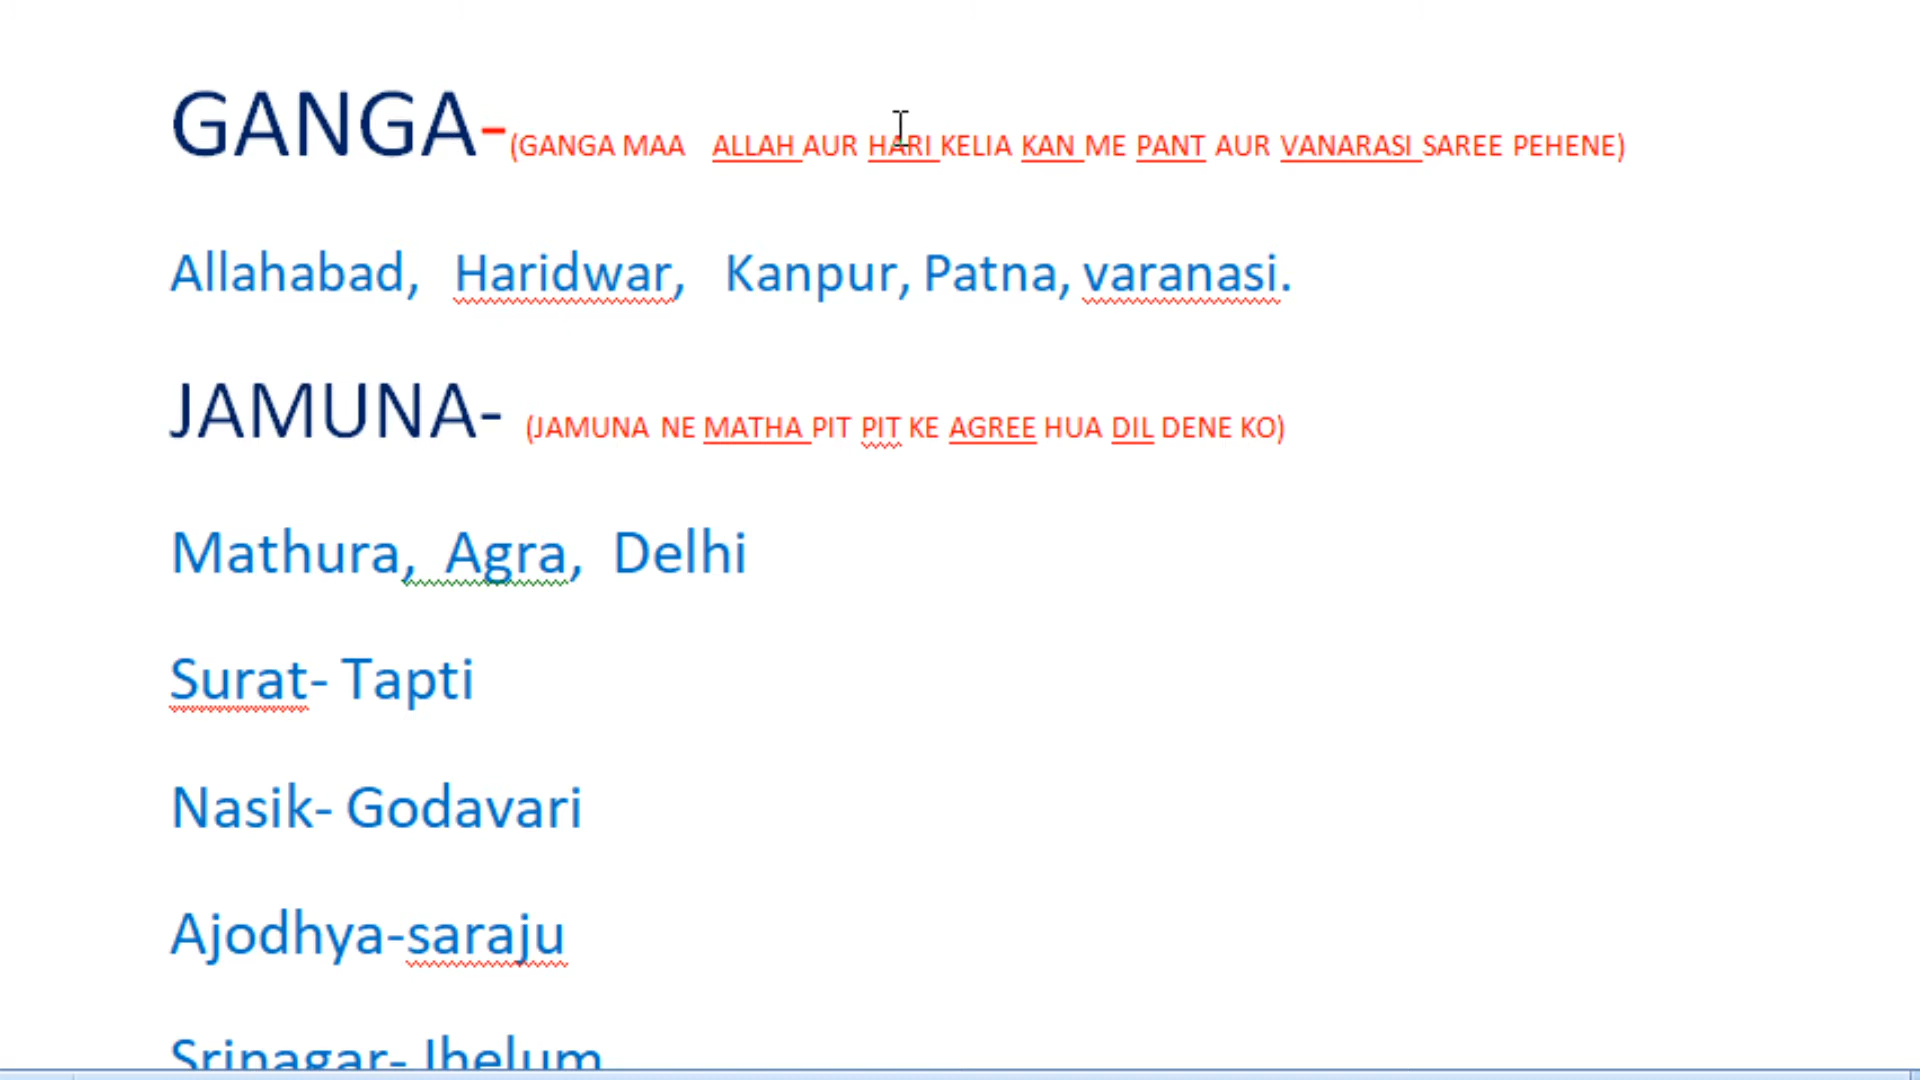 GANGA-(GANGA MAA ALLAH AUR HARI KELIA KAN ME PANT AUR VANARASI SAREE PEHENE)
Allahabad, Haridwar, Kanpur, Patna, varanasi.
JAMUNA- (JAMUNA NE MATHA PIT PIT KE AGREE HUA DIL DENE KO)
Mathura, Agra, Delhi
Surat- Tapti
Nasik- Godavari
Ajodhya-saraju
Srinagar- Jhelum